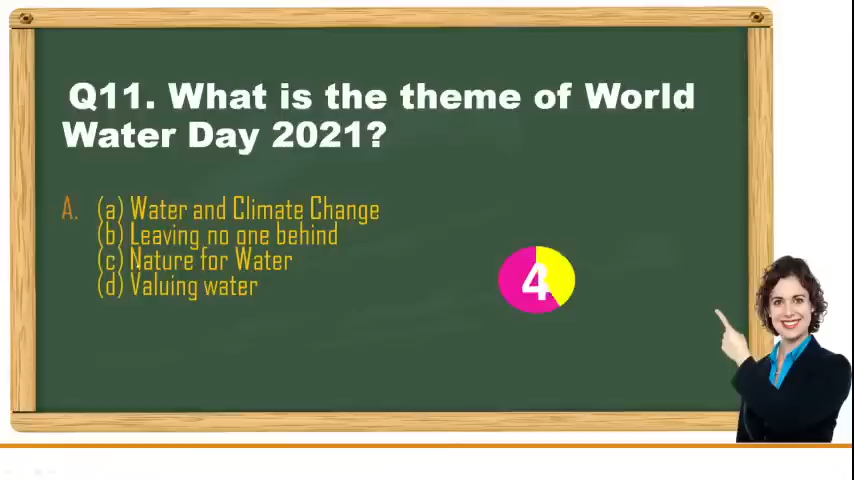 Q11. What is the theme of World
Water Day 2021?
A. (a) Water and Climate Change
(b) Leaving no one behind
(c) Nature for Water
(d) Valuing water
4